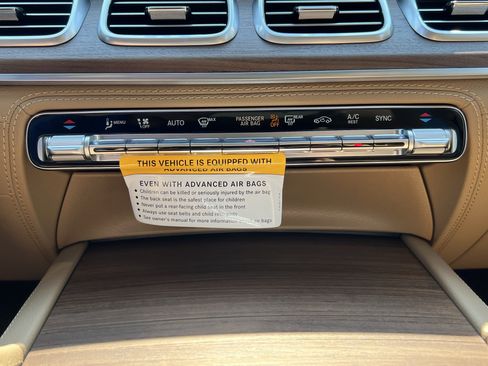 MENU
OFF
AUTO
MAX
PASSENGER
AIR BAG
OFF
REAR
A/C
REST
SYNC
THIS VEHICLE IS EQUIPPED WITH
ADVANCED AIR BAGS
EVEN WITH ADVANCED AIR BAGS
• Children can be killed or seriously injured by the air bag
• The back seat is the safest place for children
• Never put a rear-facing child seat in the front
• Always use seat belts and child restraints
• See owner's manual for more information about air bags